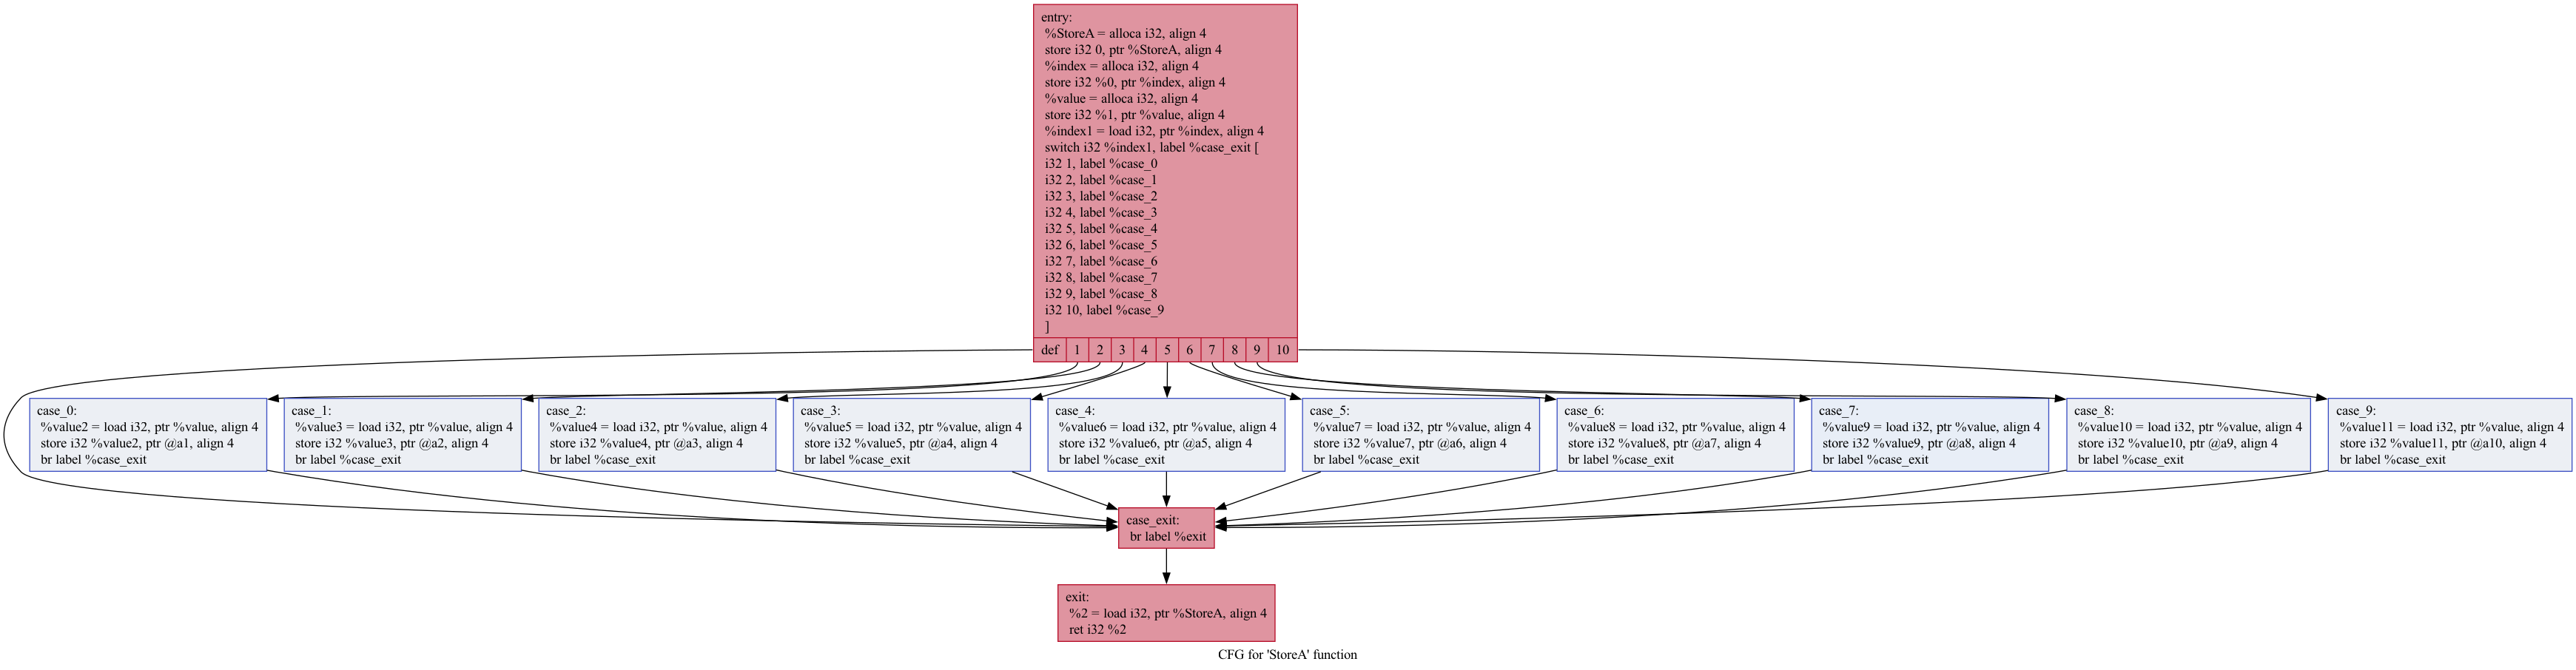 entry:
%StoreA = alloca i32, align 4
store i32 0, ptr %StoreA, align 4
%index = alloca i32, align 4
store i32 %0, ptr %index, align 4
%value = alloca i32, align 4
store i32 %1, ptr %value, align 4
%index1 = load i32, ptr %index, align 4
switch i32 %index1, label %case_exit [
i32 1, label %case_0
i32 2, label %case_1
i32 3, label %case_2
i32 4, label %case_3
i32 5, label %case_4
i32 6, label %case_5
i32 7, label %case_6
i32 8, label %case_7
i32 9, label %case_8
i32 10, label %case_9
]
def 1 2 3 4 5 6 7 8 9 10
case_0:
%value2 = load i32, ptr %value, align 4
store i32 %value2, ptr @a1, align 4
br label %case_exit
case_1:
%value3 = load i32, ptr %value, align 4
store i32 %value3, ptr @a2, align 4
br label %case_exit
case_2:
%value4 = load i32, ptr %value, align 4
store i32 %value4, ptr @a3, align 4
br label %case_exit
case_3:
%value5 = load i32, ptr %value, align 4
store i32 %value5, ptr @a4, align 4
br label %case_exit
case_4:
%value6 = load i32, ptr %value, align 4
store i32 %value6, ptr @a5, align 4
br label %case_exit
case_5:
%value7 = load i32, ptr %value, align 4
store i32 %value7, ptr @a6, align 4
br label %case_exit
case_6:
%value8 = load i32, ptr %value, align 4
store i32 %value8, ptr @a7, align 4
br label %case_exit
case_7:
%value9 = load i32, ptr %value, align 4
store i32 %value9, ptr @a8, align 4
br label %case_exit
case_8:
%value10 = load i32, ptr %value, align 4
store i32 %value10, ptr @a9, align 4
br label %case_exit
case_9:
%value11 = load i32, ptr %value, align 4
store i32 %value11, ptr @a10, align 4
br label %case_exit
case_exit:
br label %exit
exit:
%2 = load i32, ptr %StoreA, align 4
ret i32 %2
CFG for 'StoreA' function